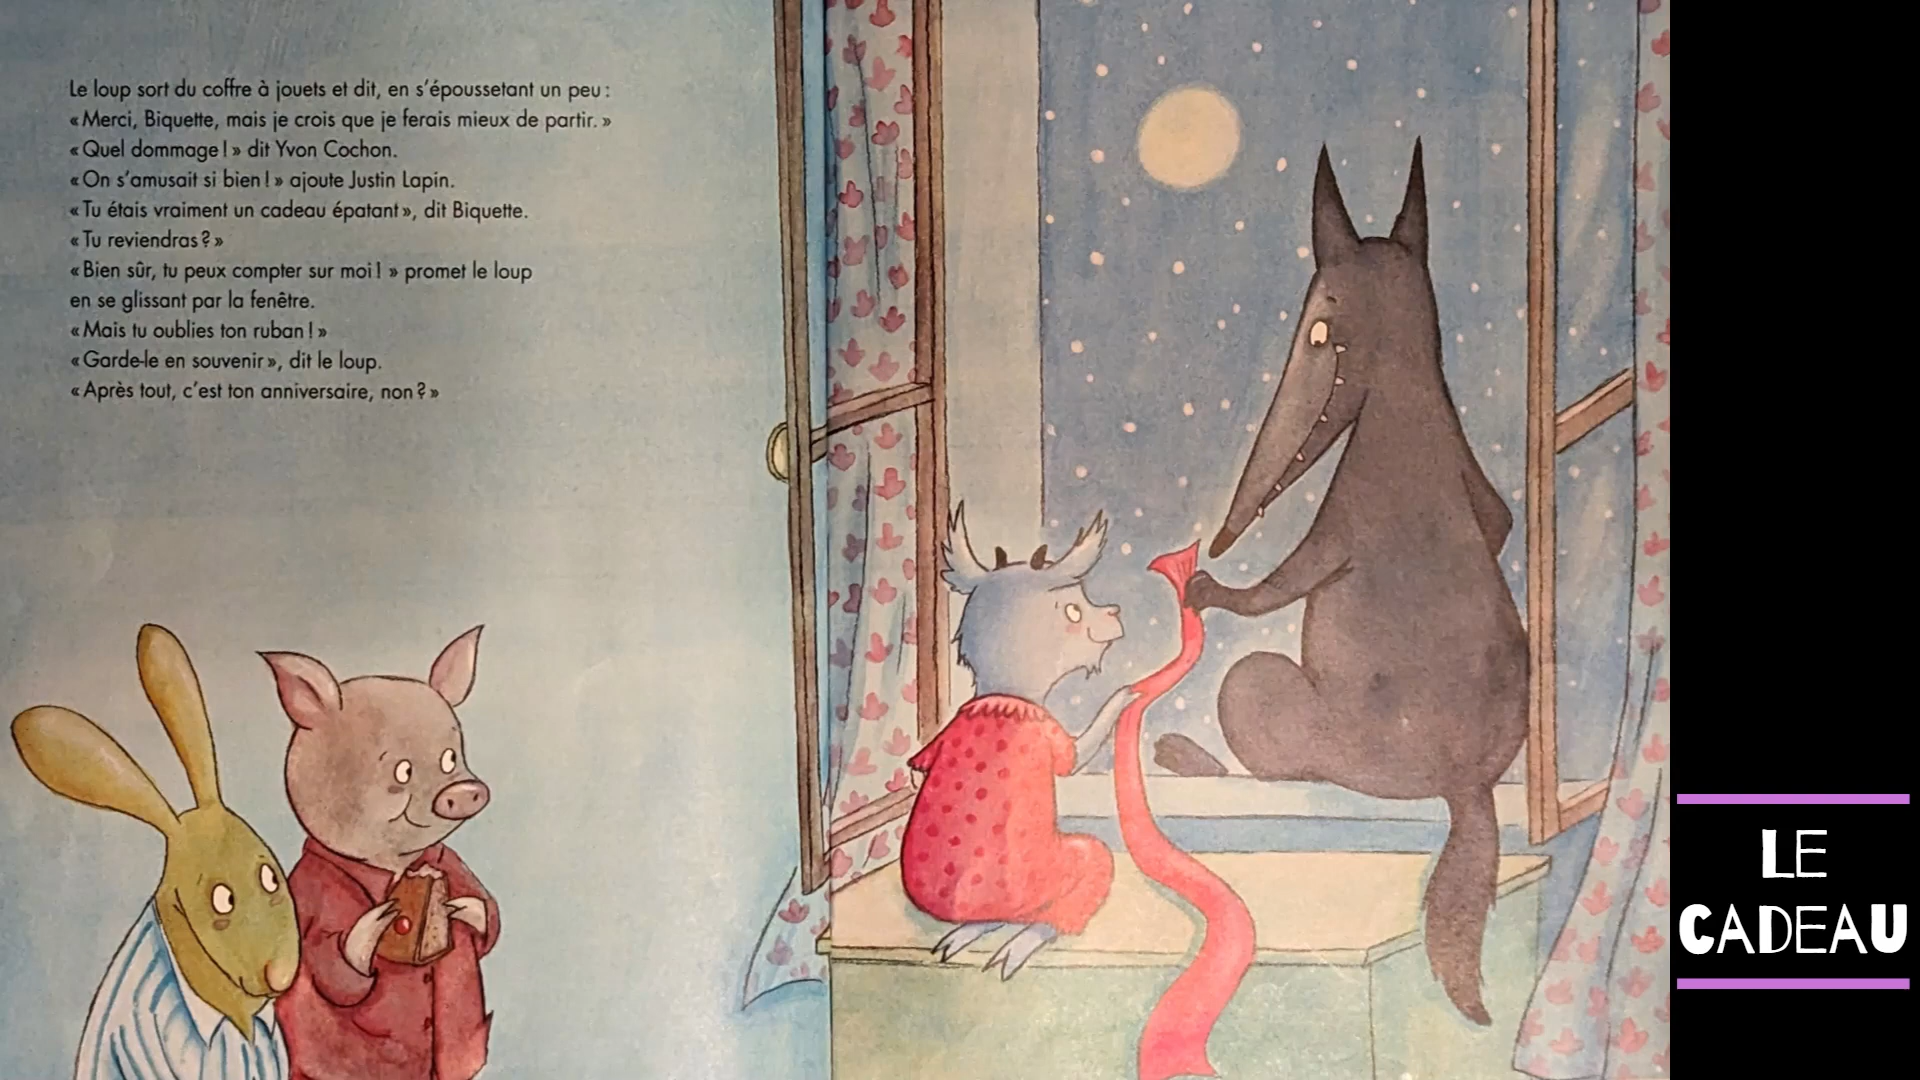 Le loup sort du coffre à jouets et dit, en s'époussetant un peu :
« Merci, Biquette, mais je crois que je ferais mieux de partir. »
« Quel dommage ! » dit Yvon Cochon.
« On s'amusait si bien ! » ajoute Justin Lapin.
« Tu étais vraiment un cadeau épatant », dit Biquette.
« Tu reviendras ? »
« Bien sûr, tu peux compter sur moi ! » promet le loup
en se glissant par la fenêtre.
« Mais tu oublies ton ruban ! »
« Garde-le en souvenir », dit le loup.
« Après tout, c'est ton anniversaire, non ? »
LE
CADEAU